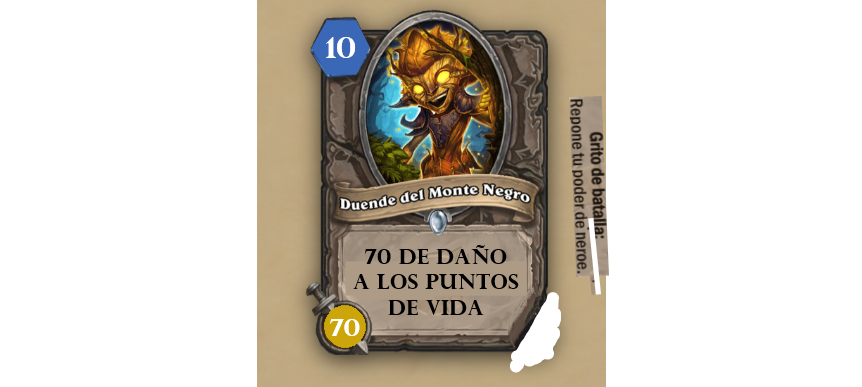 10
Duende del Monte Negro
70 DE DAÑO
A LOS PUNTOS
DE VIDA
70
Grito de batalla:
Repone tu poder de heroe.